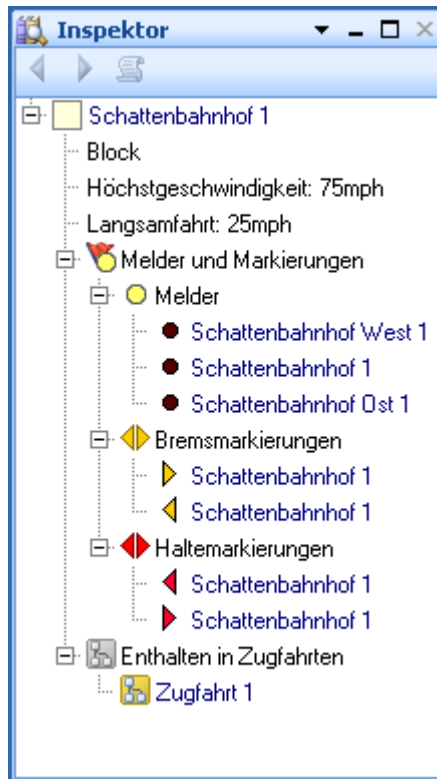 Inspektor
Schattenbahnhof 1
Block
Höchstgeschwindigkeit: 75mph
Langsamfahrt: 25mph
Melder und Markierungen
Melder
Schattenbahnhof West 1
Schattenbahnhof 1
Schattenbahnhof Ost 1
Bremsmarkierungen
Schattenbahnhof 1
Schattenbahnhof 1
Haltemarkierungen
Schattenbahnhof 1
Schattenbahnhof 1
Enthalten in Zugfahrten
Zugfahrt 1